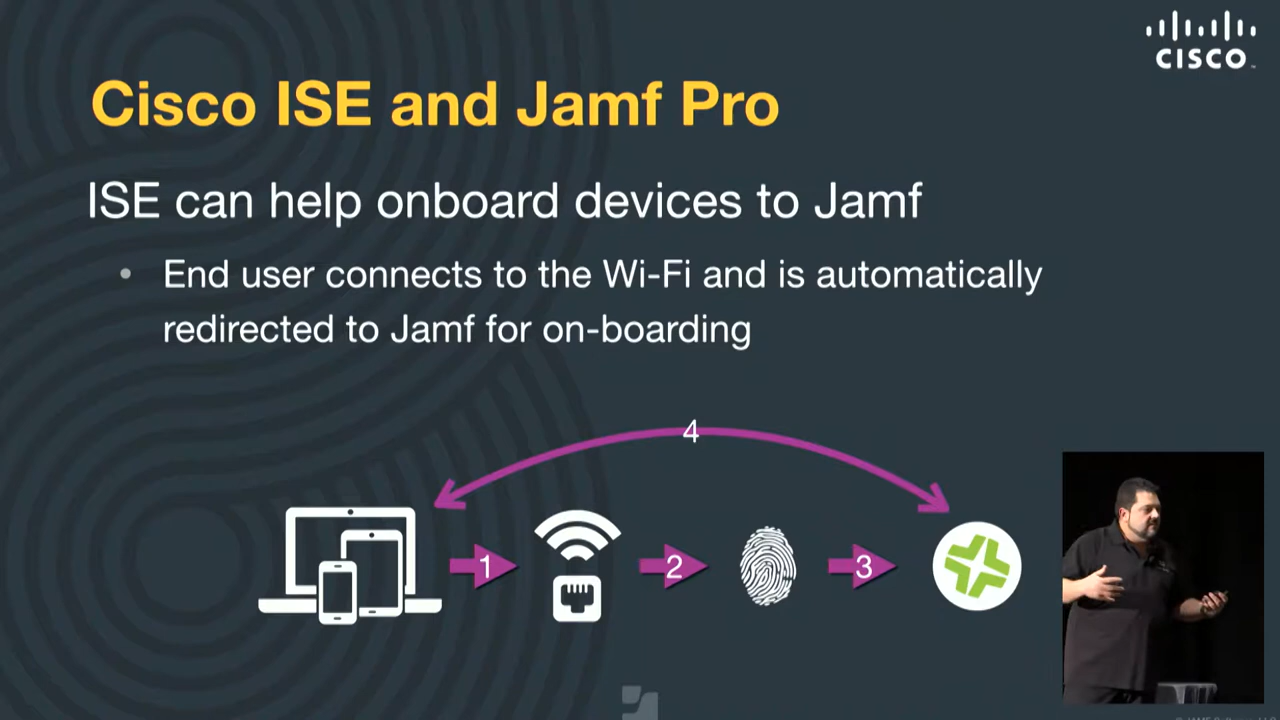 CISCO
Cisco ISE and Jamf Pro
ISE can help onboard devices to Jamf
• End user connects to the Wi-Fi and is automatically
redirected to Jamf for on-boarding
4
1
2
3